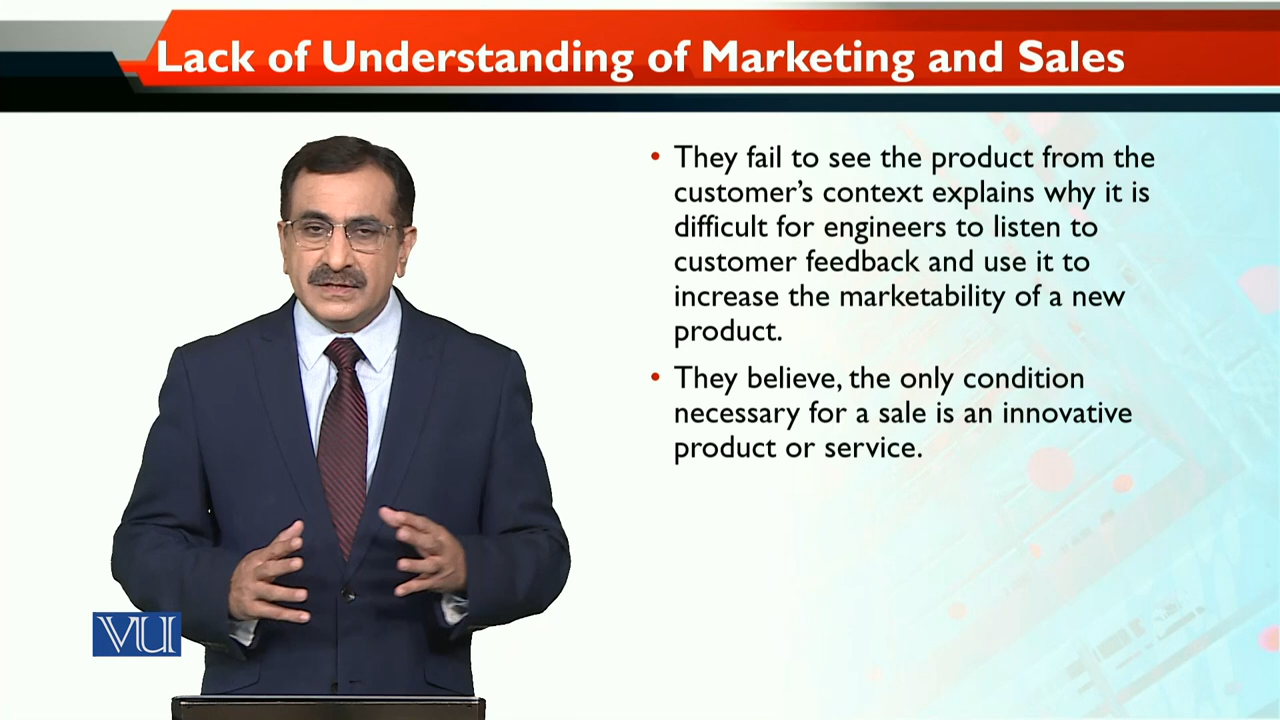 Lack of Understanding of Marketing and Sales
• They fail to see the product from the
customer's context explains why it is
difficult for engineers to listen to
customer feedback and use it to
increase the marketability of a new
product.
• They believe, the only condition
necessary for a sale is an innovative
product or service.
VU